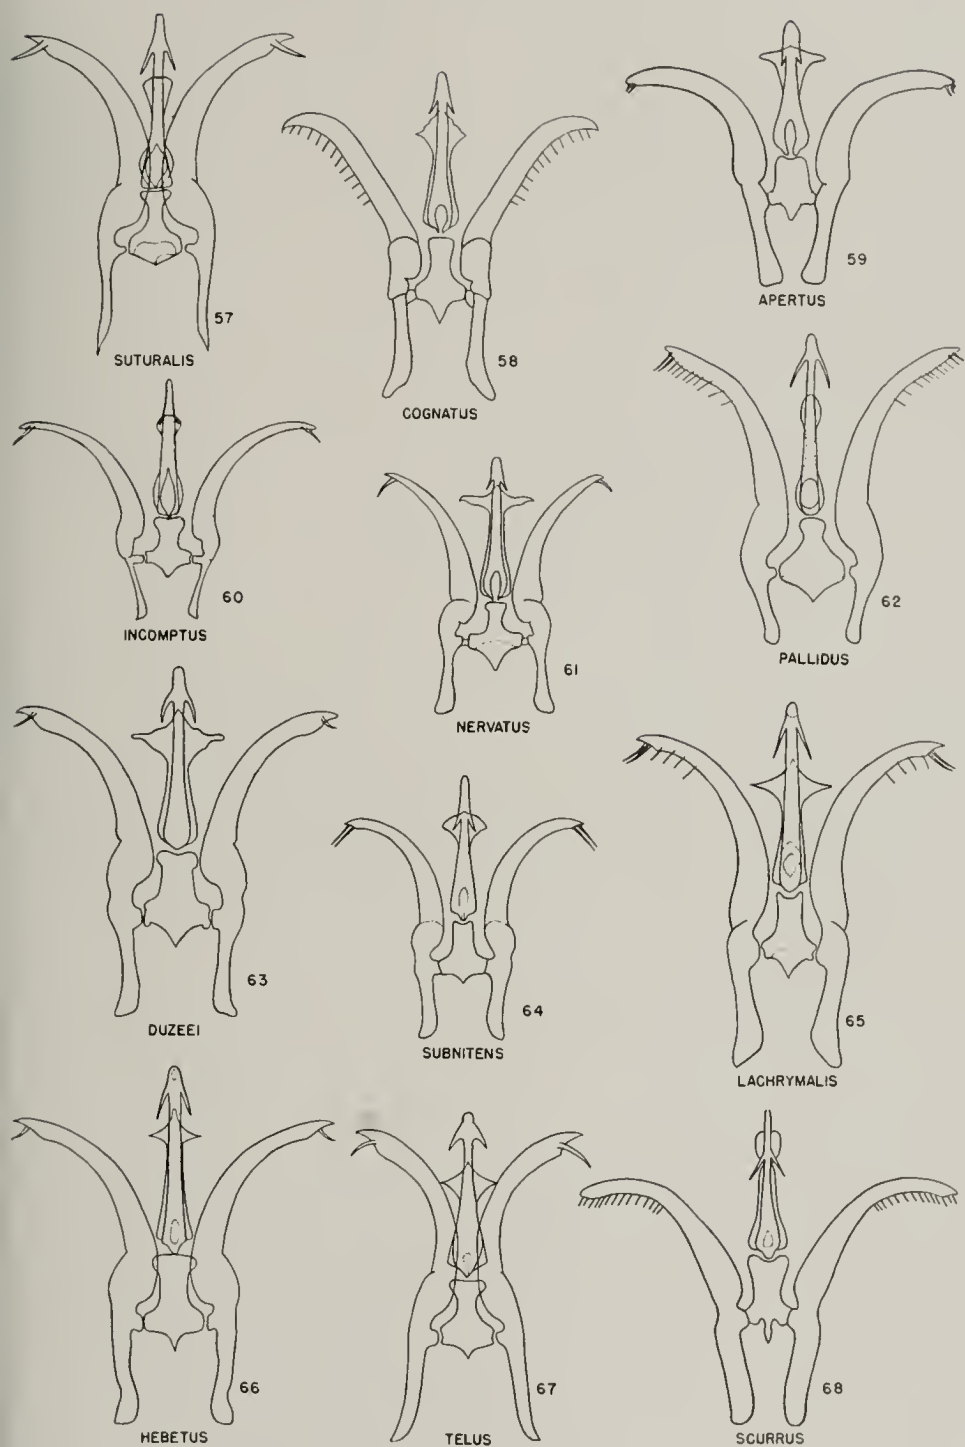 57
SUTURALIS
58
COGNATUS
59
APERTUS
60
INCOMPTUS
61
NERVATUS
62
PALLIDUS
63
DUZEEI
64
SUBNITENS
65
LACHRYMALIS
66
HEBETUS
67
TELUS
68
SCURRUS